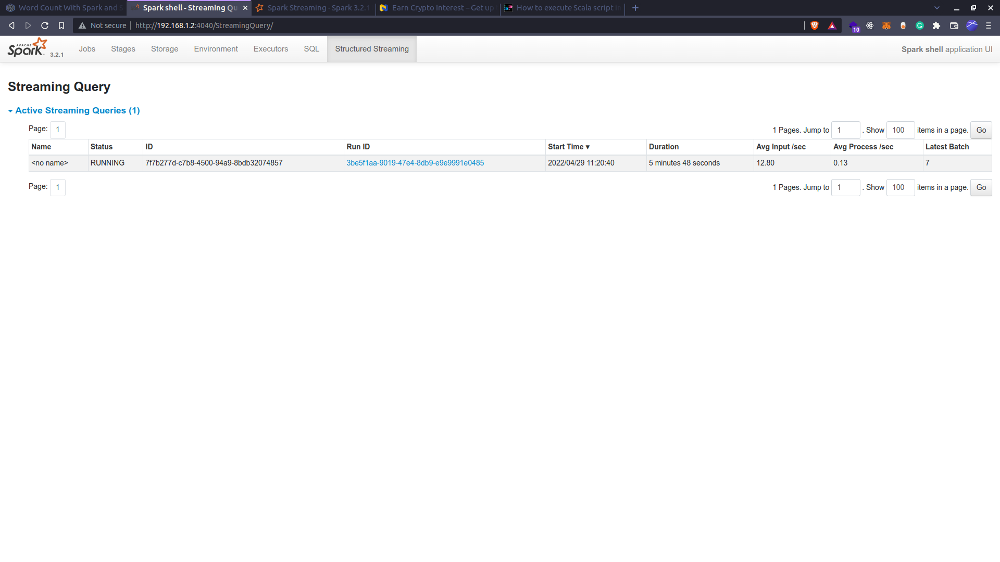 Word Count With Spark and S
Spark shell - Streaming Qu
Spark Streaming - Spark 3.2.1
Earn Crypto Interest – Get up
How to execute Scala script in
Not secure
http://192.168.1.2:4040/StreamingQuery/
10
APACHE
Spark 3.2.1
Jobs
Stages
Storage
Environment
Executors
SQL
Structured Streaming
Spark shell application UI
Streaming Query
Active Streaming Queries (1)
Page: 1
1 Pages. Jump to 1 . Show 100 items in a page. Go
Name Status ID Run ID Start Time ▾ Duration Avg Input /sec Avg Process /sec Latest Batch
<no name> RUNNING 7f7b277d-c7b8-4500-94a9-8bdb32074857 3be5f1aa-9019-47e4-8db9-e9e9991e0485 2022/04/29 11:20:40 5 minutes 48 seconds 12.80 0.13 7
Page: 1
1 Pages. Jump to 1 . Show 100 items in a page. Go